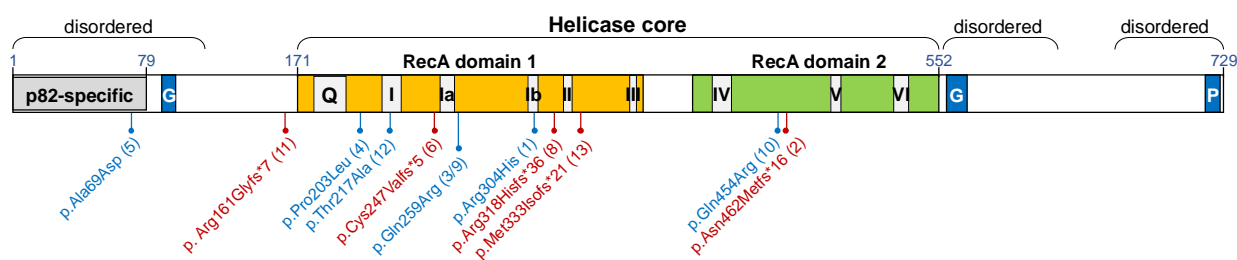 disordered
Helicase core
disordered
disordered
1
79
171
RecA domain 1
RecA domain 2
552
729
p82-specific
G
Q
I
Ia
Ib
II
III
IV
V
VI
G
P
p.Ala69Asp (5)
p. Arg161Glyfs*7 (11)
p.Pro203Leu (4)
p.Thr217Ala (12)
p.Cys247Valfs*5 (6)
p.Gln259Arg (3/9)
p.Arg304His (1)
p.Arg318Hisfs*36 (8)
p.Met333Isofs*21 (13)
p.Gln454Arg (10)
p.Asn462Metfs*16 (2)